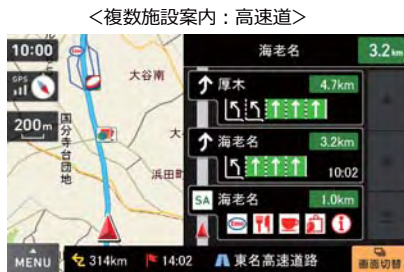 <複数施設案内：高速道>
10:00
海老名
3.2km
GPS
大谷南
厚木
4.7km
200m
国分寺台団地
大
海老名
3.2km
10:02
浜田町
SA
海老名
1.0km
Esso
MENU
314km
14:02
東名高速道路
画面切替